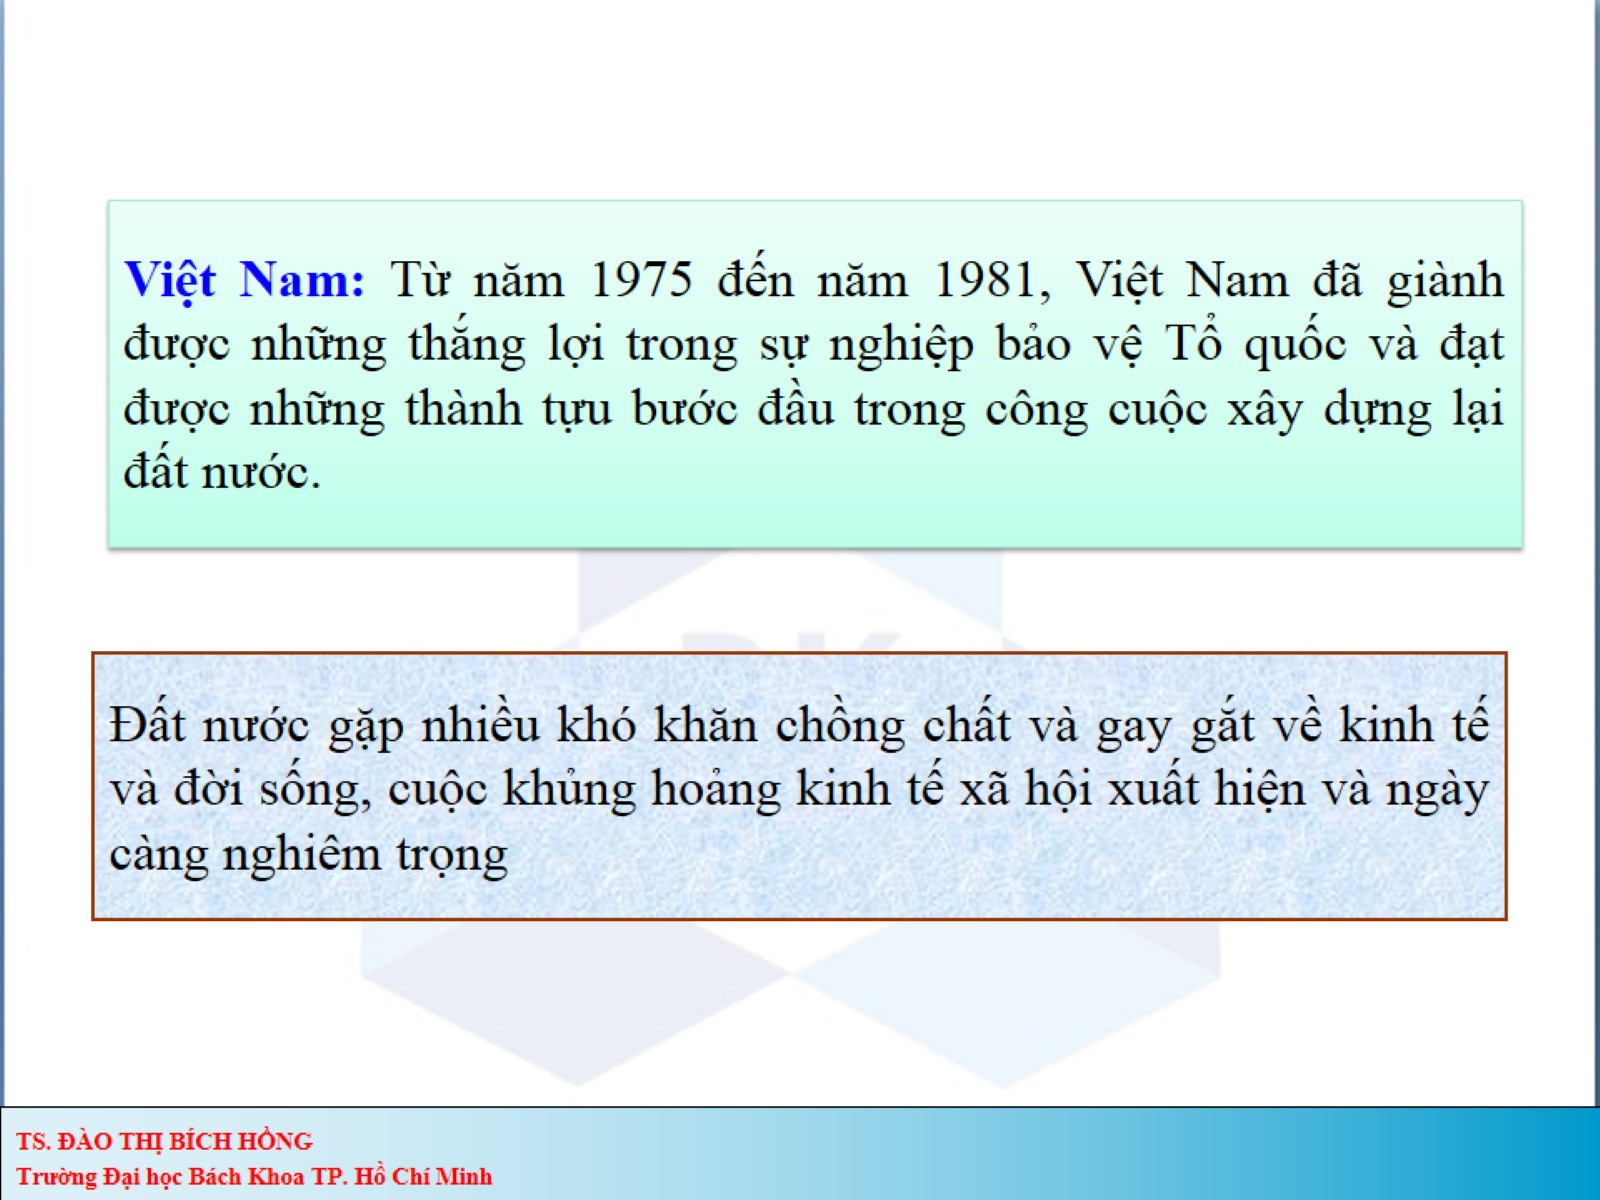 Việt Nam: Từ năm 1975 đến năm 1981, Việt Nam đã giành
được những thắng lợi trong sự nghiệp bảo vệ Tổ quốc và đạt
được những thành tựu bước đầu trong công cuộc xây dựng lại
đất nước.
Đất nước gặp nhiều khó khăn chồng chất và gay gắt về kinh tế
và đời sống, cuộc khủng hoảng kinh tế xã hội xuất hiện và ngày
càng nghiêm trọng
TS. ĐÀO THỊ BÍCH HỒNG
Trường Đại học Bách Khoa TP. Hồ Chí Minh